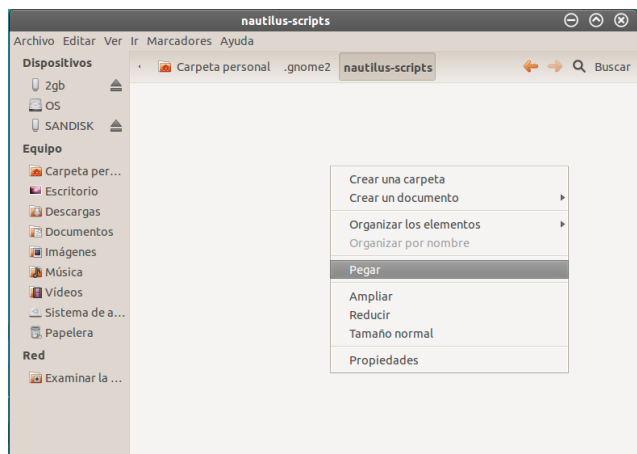 nautilus-scripts
Archivo Editar Ver Ir Marcadores Ayuda
Dispositivos
2gb
OS
SANDISK
Equipo
Carpeta per...
Escritorio
Descargas
Documentos
Imágenes
Música
Vídeos
Sistema de a...
Papelera
Red
Examinar la ...
Carpeta personal .gnome2 nautilus-scripts Buscar
Crear una carpeta
Crear un documento
Organizar los elementos
Organizar por nombre
Pegar
Ampliar
Reducir
Tamaño normal
Propiedades